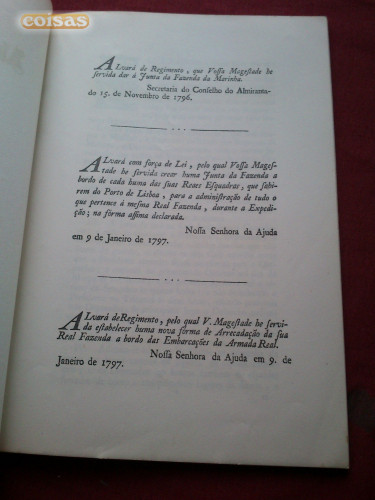 coisas
ALvará de Regimento, que Vossa Magestade he
servida dar á Junta da Fazenda da Marinha.
Secretaria do Conselho do Almiranta-
do 15. de Novembro de 1796.
ALvará com força de Lei, pelo qual Vossa Mages-
tade he servida crear huma Junta da Fazenda a
bordo de cada huma das suas Reaes Esquadras, que sahi-
rem do Porto de Lisboa, para a administração de tudo o
que pertence á mesma Real Fazenda, durante a Expedi-
ção; na fórma assima declarada.
Nossa Senhora da Ajuda
em 9 de Janeiro de 1797.
ALvará de Regimento, pelo qual V. Magestade he servi-
da estabelecer huma nova fórma de Arrecadação da sua
Real Fazenda a bordo das Embarcações da Armada Real.
Nossa Senhora da Ajuda em 9. de
Janeiro de 1797.